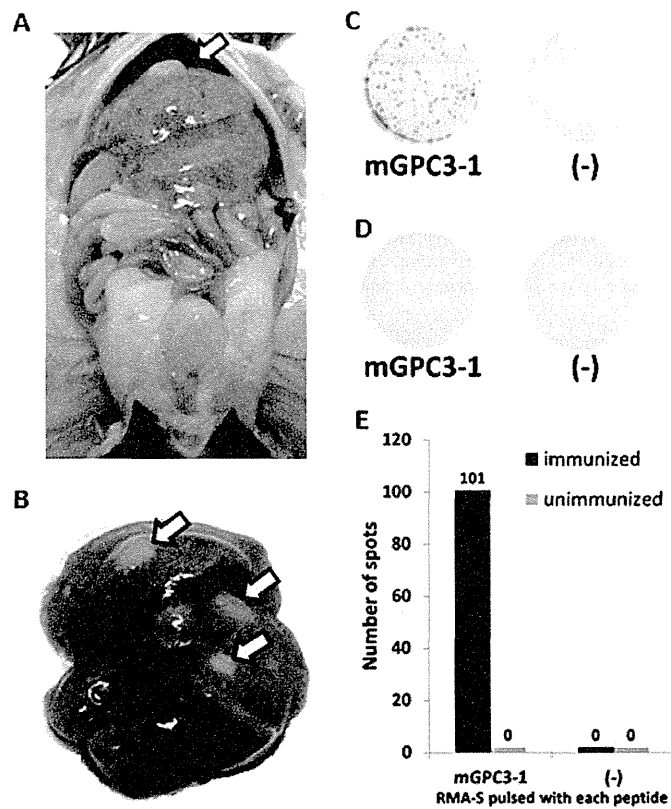 A
C
mGPC3-1 (-)
D
mGPC3-1 (-)
E
120
100
80
60
40
20
0
Number of spots
immunized
unimmunized
101
0
0
0
mGPC3-1 (-)
RMA-S pulsed with each peptide
B